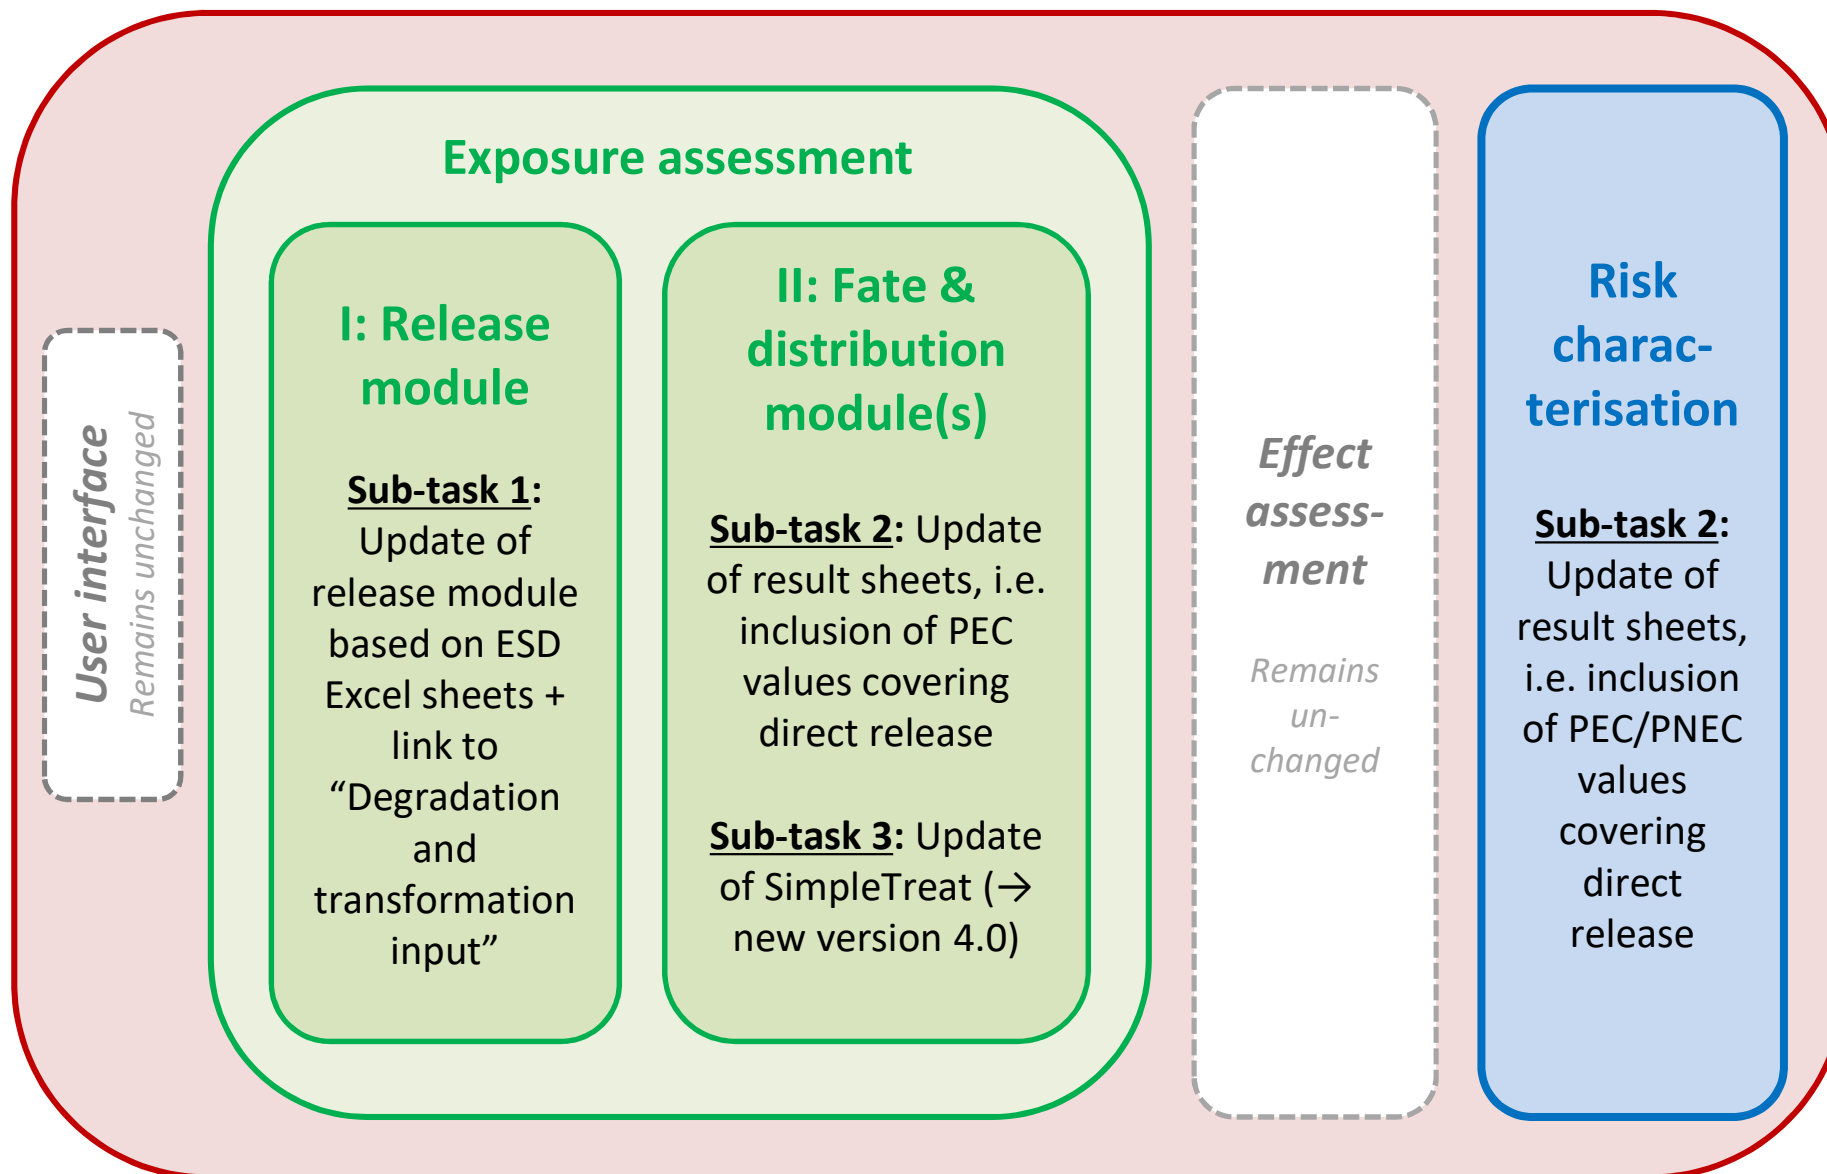 User interface
Remains unchanged
Exposure assessment
I: Release
module
Sub-task 1:
Update of
release module
based on ESD
Excel sheets +
link to
“Degradation
and
transformation
input”
II: Fate &
distribution
module(s)
Sub-task 2: Update
of result sheets, i.e.
inclusion of PEC
values covering
direct release
Sub-task 3: Update
of SimpleTreat (→
new version 4.0)
Effect
assess-
ment
Remains
un-
changed
Risk
charac-
terisation
Sub-task 2:
Update of
result sheets,
i.e. inclusion
of PEC/PNEC
values
covering
direct
release